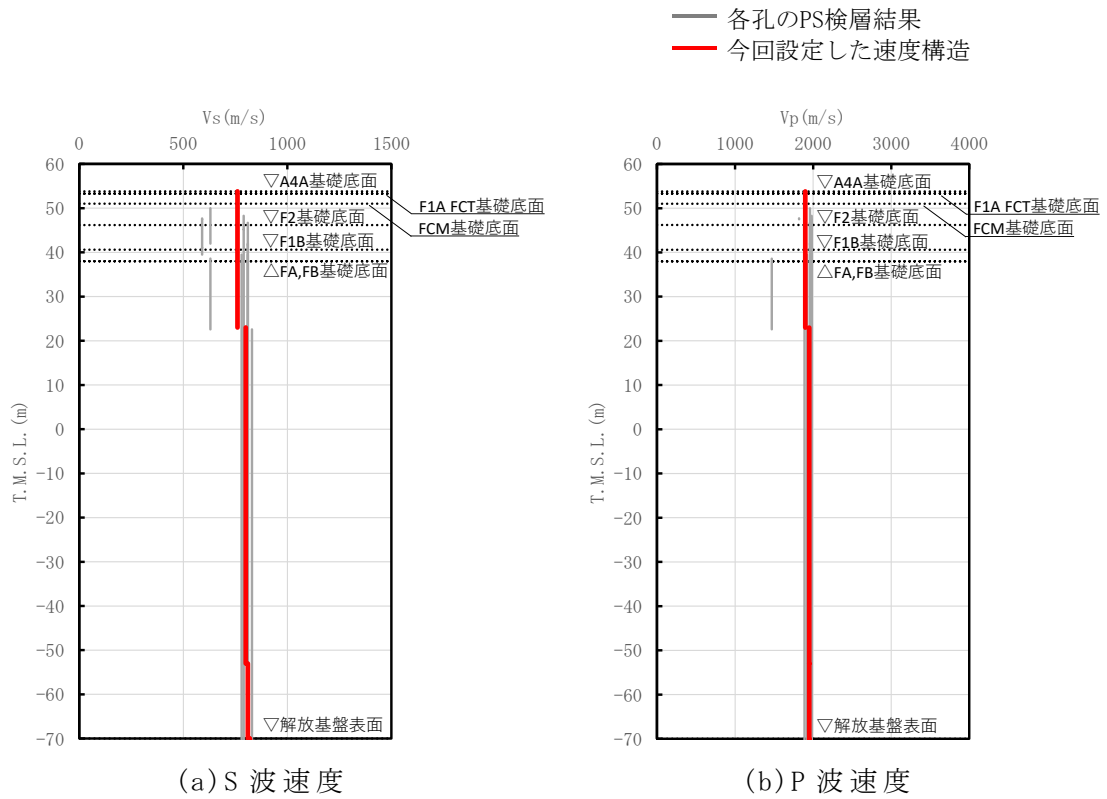 各孔のPS検層結果
今回設定した速度構造
Vs(m/s)
0 500 1000 1500
60
50
40
30
20
10
0
-10
-20
-30
-40
-50
-60
-70
T.M.S.L.(m)
▽A4A基礎底面
F1A FCT基礎底面
▽F2基礎底面
FCM基礎底面
▽F1B基礎底面
△FA,FB基礎底面
▽解放基盤表面
(a)S波速度
Vp(m/s)
0 1000 2000 3000 4000
60
50
40
30
20
10
0
-10
-20
-30
-40
-50
-60
-70
T.M.S.L.(m)
▽A4A基礎底面
F1A FCT基礎底面
▽F2基礎底面
FCM基礎底面
▽F1B基礎底面
△FA,FB基礎底面
▽解放基盤表面
(b)P波速度